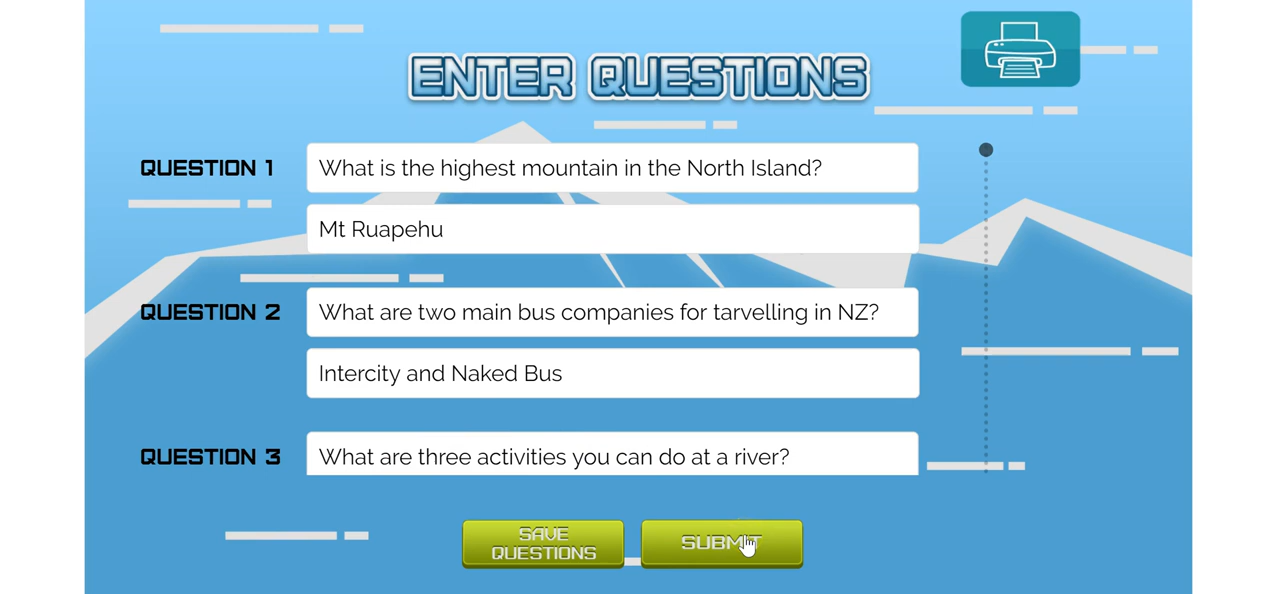 ENTER QUESTIONS
QUESTION 1
What is the highest mountain in the North Island?
Mt Ruapehu
QUESTION 2
What are two main bus companies for tarvelling in NZ?
Intercity and Naked Bus
QUESTION 3
What are three activities you can do at a river?
SAVE
QUESTIONS
SUBMIT